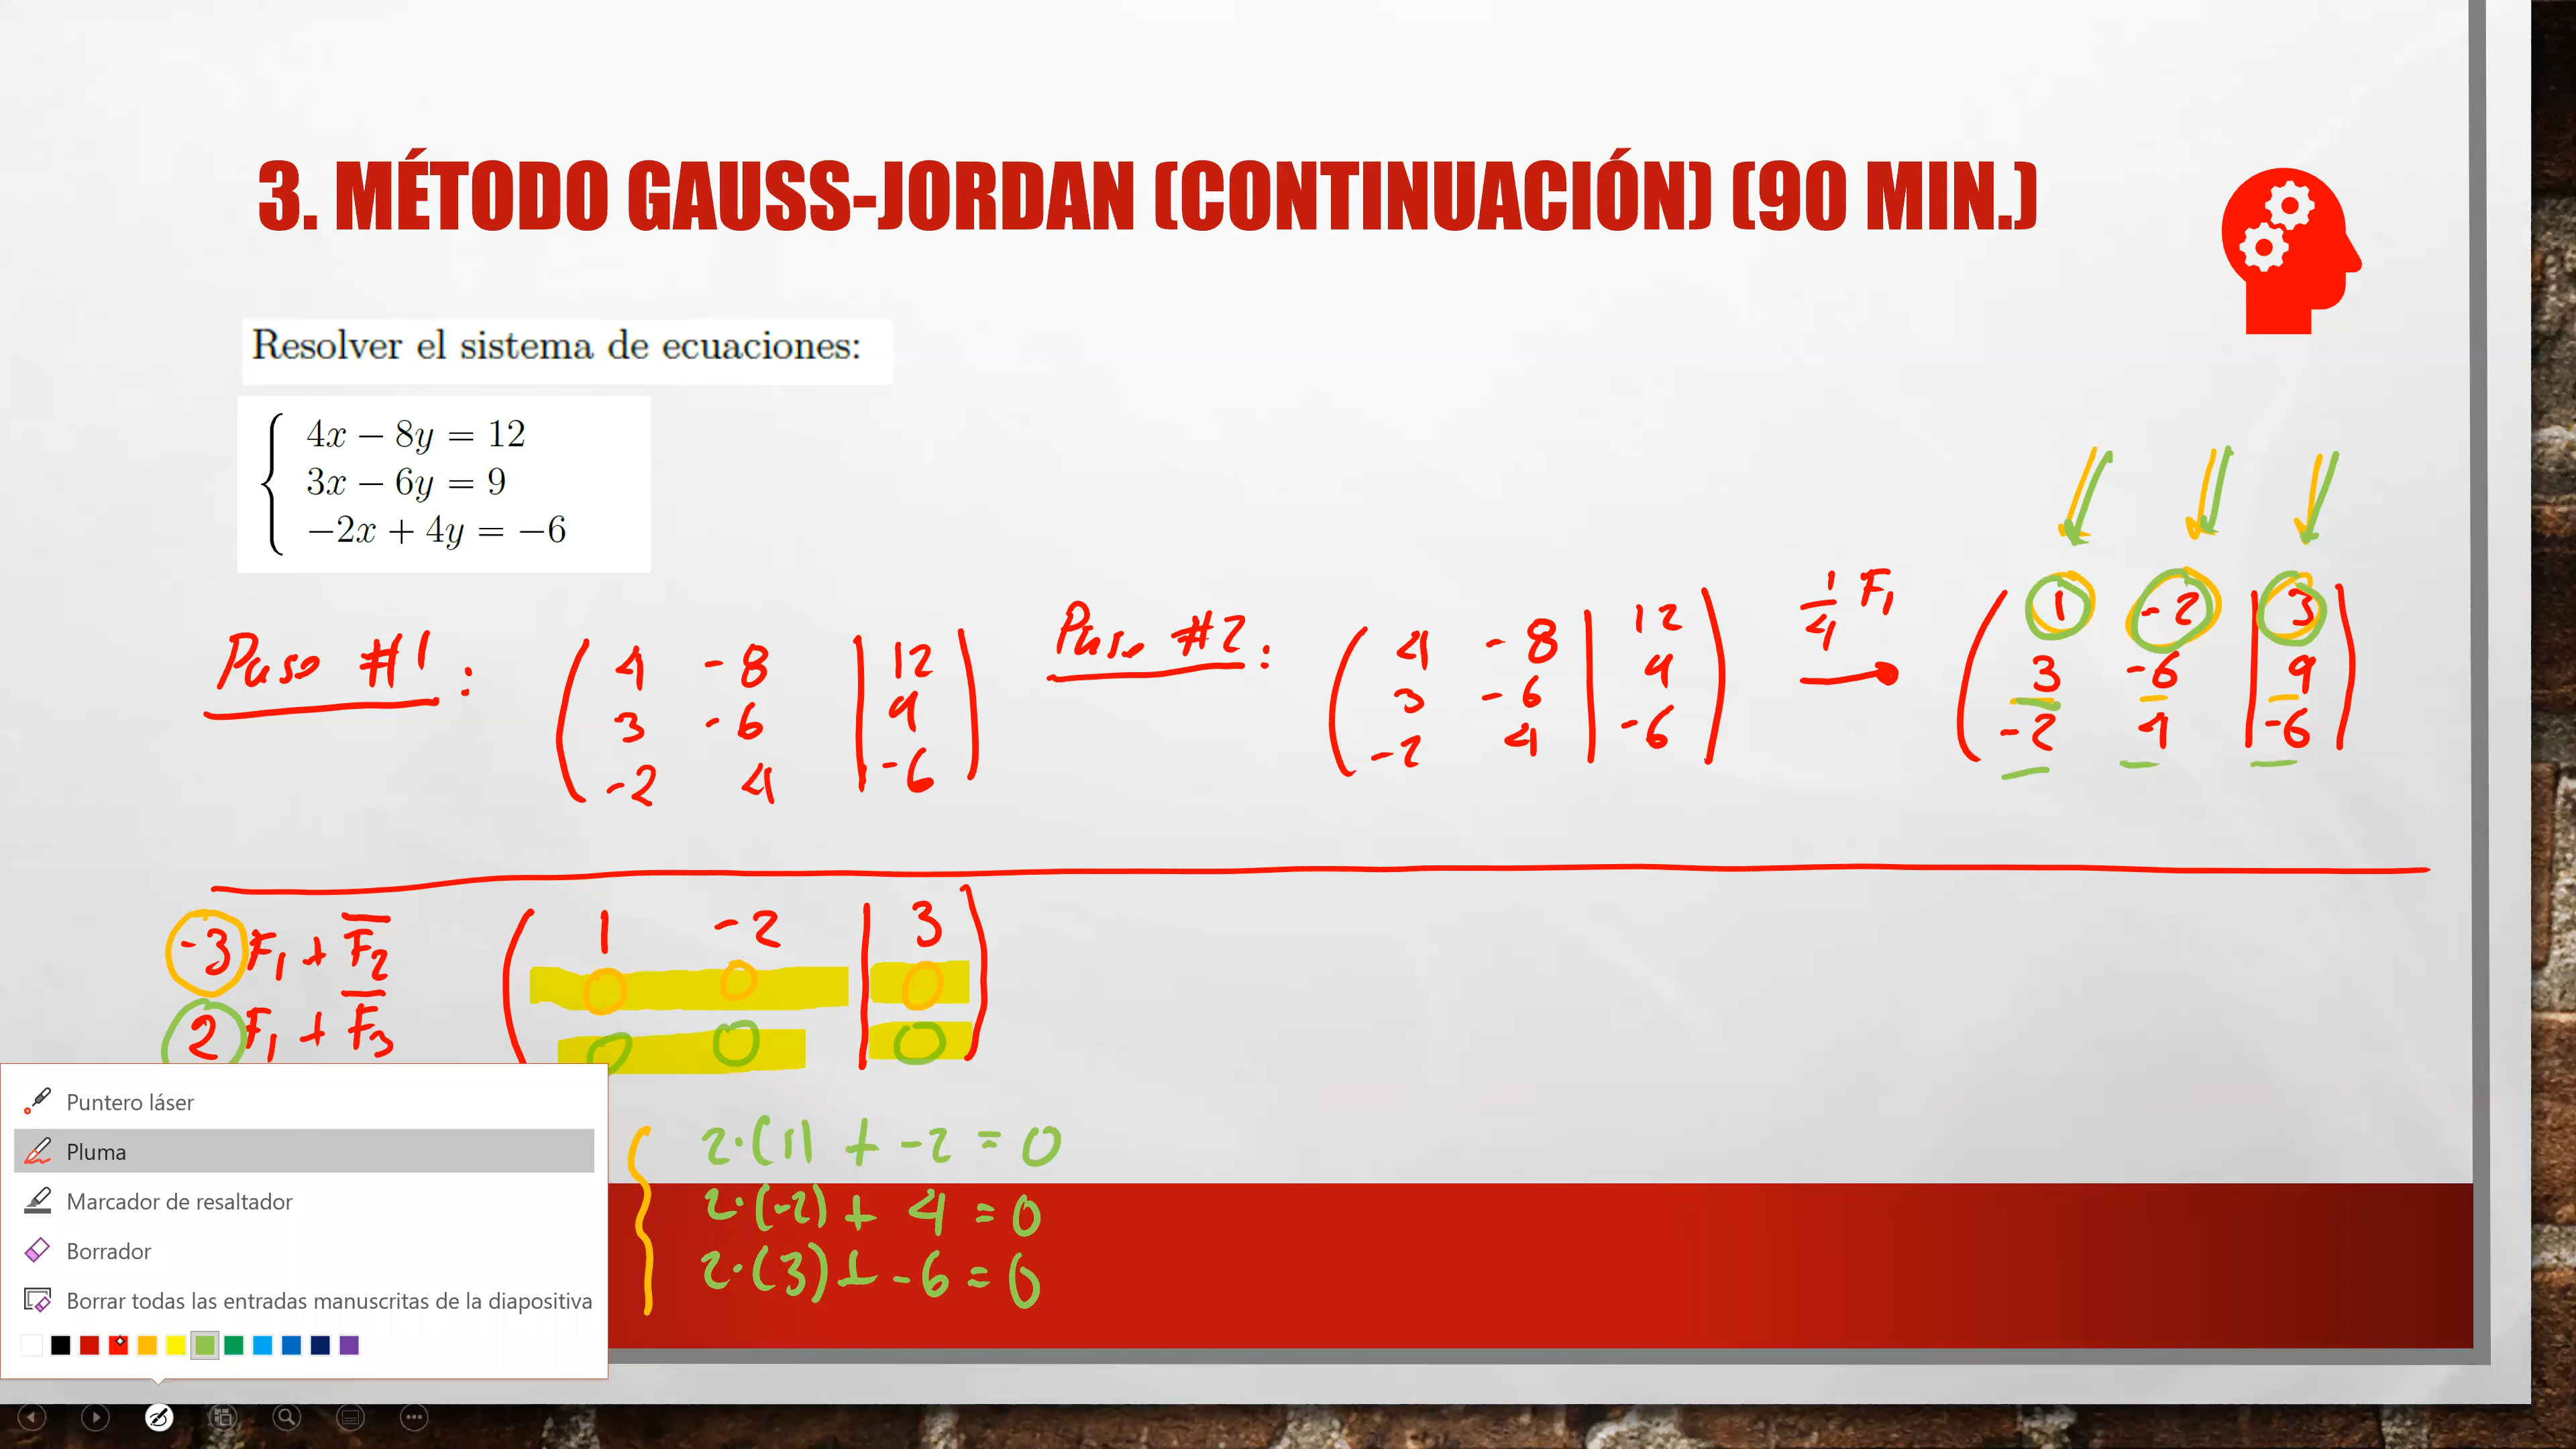 3. MÉTODO GAUSS-JORDAN (CONTINUACIÓN) (90 MIN.)
Resolver el sistema de ecuaciones:
4x − 8y = 12
3x − 6y = 9
−2x + 4y = −6
Paso #1 :
4 -8 | 12
3 -6 | 9
-2 4 | -6
Paso #2 :
4 -8 | 12
3 -6 | 9
-2 4 | -6
1/4 F1
1 -2 | 3
3 -6 | 9
-2 4 | -6
-3 F1 + F2
2 F1 + F3
1 -2 | 3
0 0 | 0
0 0 | 0
2·(1) + -2 = 0
2·(-2) + 4 = 0
2·(3) + -6 = 0
Puntero láser
Pluma
Marcador de resaltador
Borrador
Borrar todas las entradas manuscritas de la diapositiva